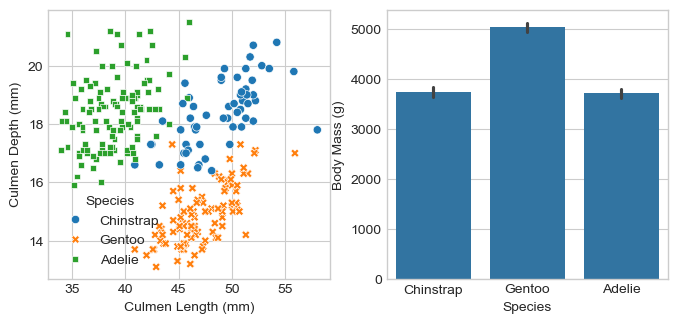 Culmen Depth (mm)
20
18
16
14
Species
Chinstrap
Gentoo
Adelie
35
40
45
50
55
Culmen Length (mm)
Body Mass (g)
5000
4000
3000
2000
1000
0
Chinstrap
Gentoo
Adelie
Species